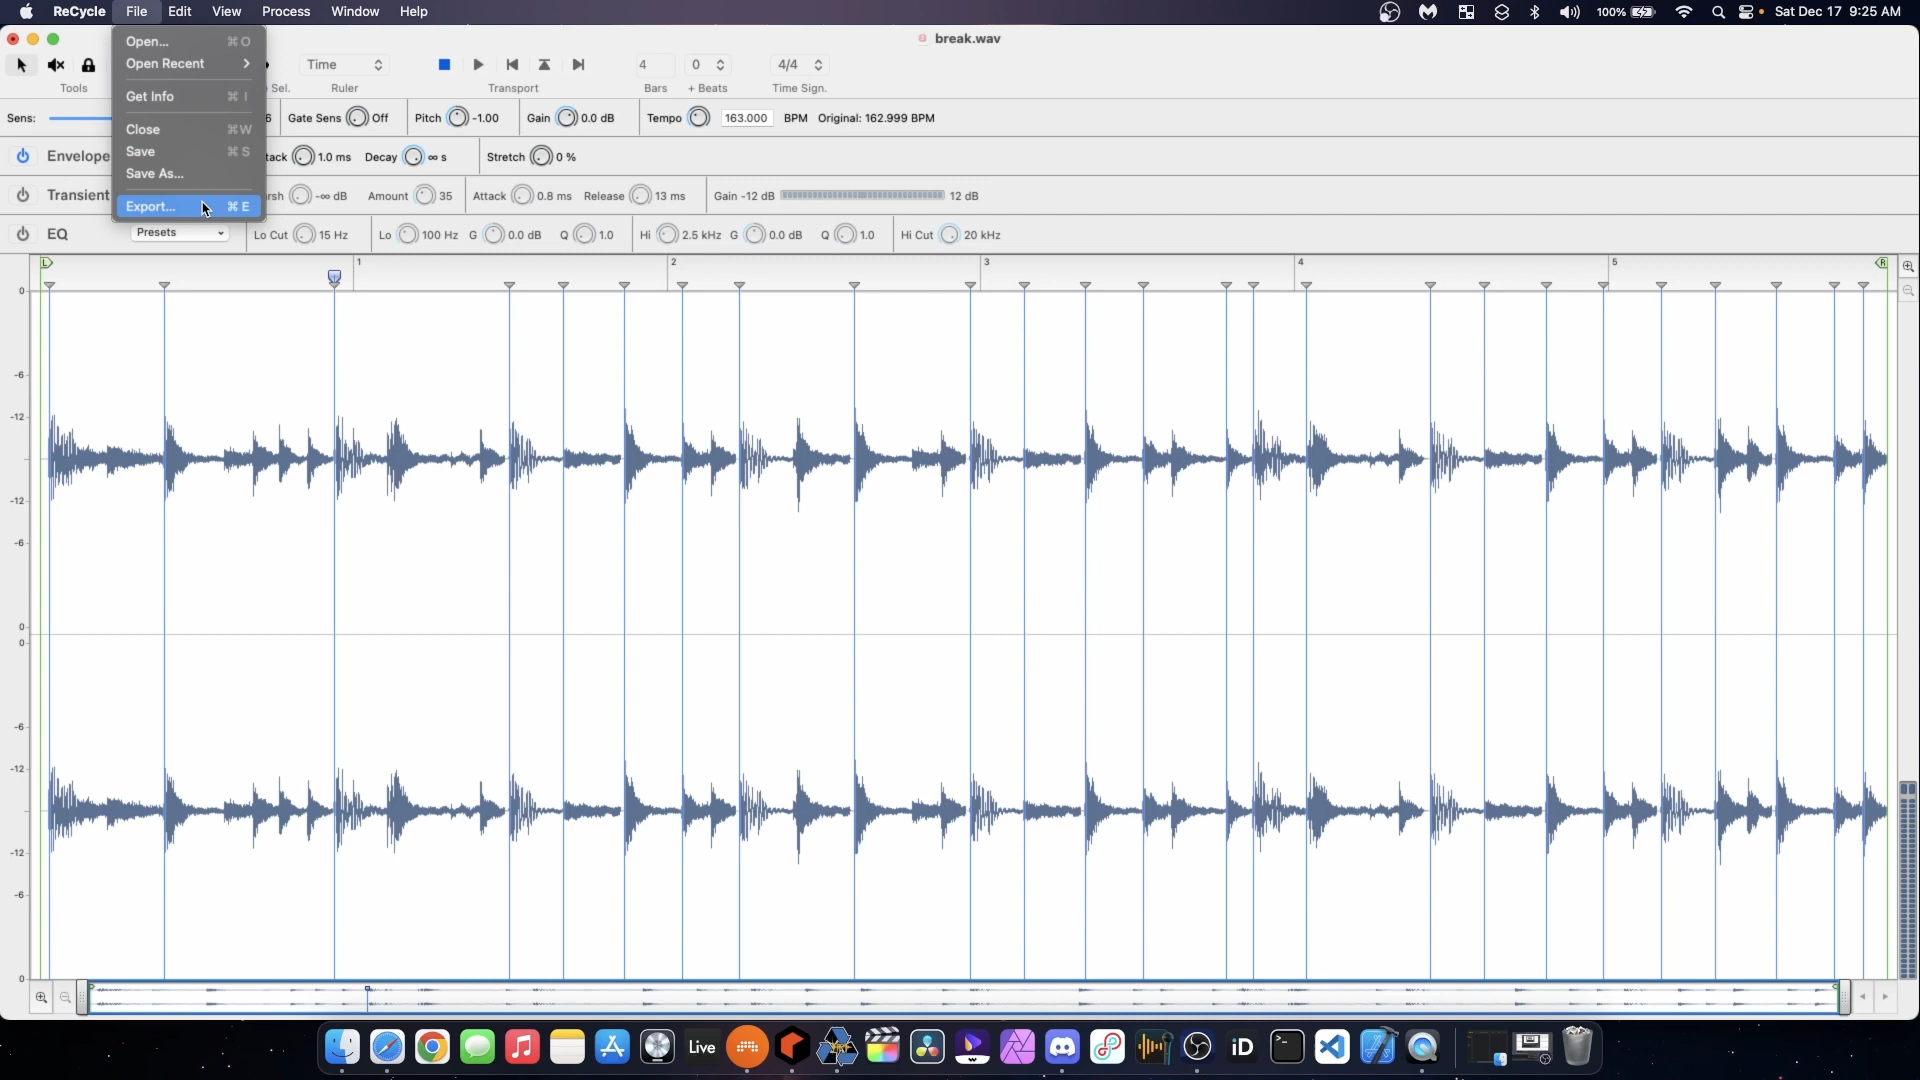 ReCycle File Edit View Process Window Help 100% Sat Dec 17 9:25 AM
break.wav
Open... ⌘O
Open Recent >
Get Info ⌘I
Close ⌘W
Save ⌘S
Save As...
Export... ⌘E
Time 4 0 4/4
Tools Sel. Ruler Transport Bars + Beats Time Sign.
Sens: 6 Gate Sens Off Pitch -1.00 Gain 0.0 dB Tempo 163.000 BPM Original: 162.999 BPM
Envelope tack 1.0 ms Decay ∞ s Stretch 0 %
Transient rsh -∞ dB Amount 35 Attack 0.8 ms Release 13 ms Gain -12 dB 12 dB
EQ Presets Lo Cut 15 Hz Lo 100 Hz G 0.0 dB Q 1.0 Hi 2.5 kHz G 0.0 dB Q 1.0 Hi Cut 20 kHz
L 1 2 3 4 5 R
0
-6
-12
-12
-6
0
0
-6
-12
-12
-6
0
Live iD